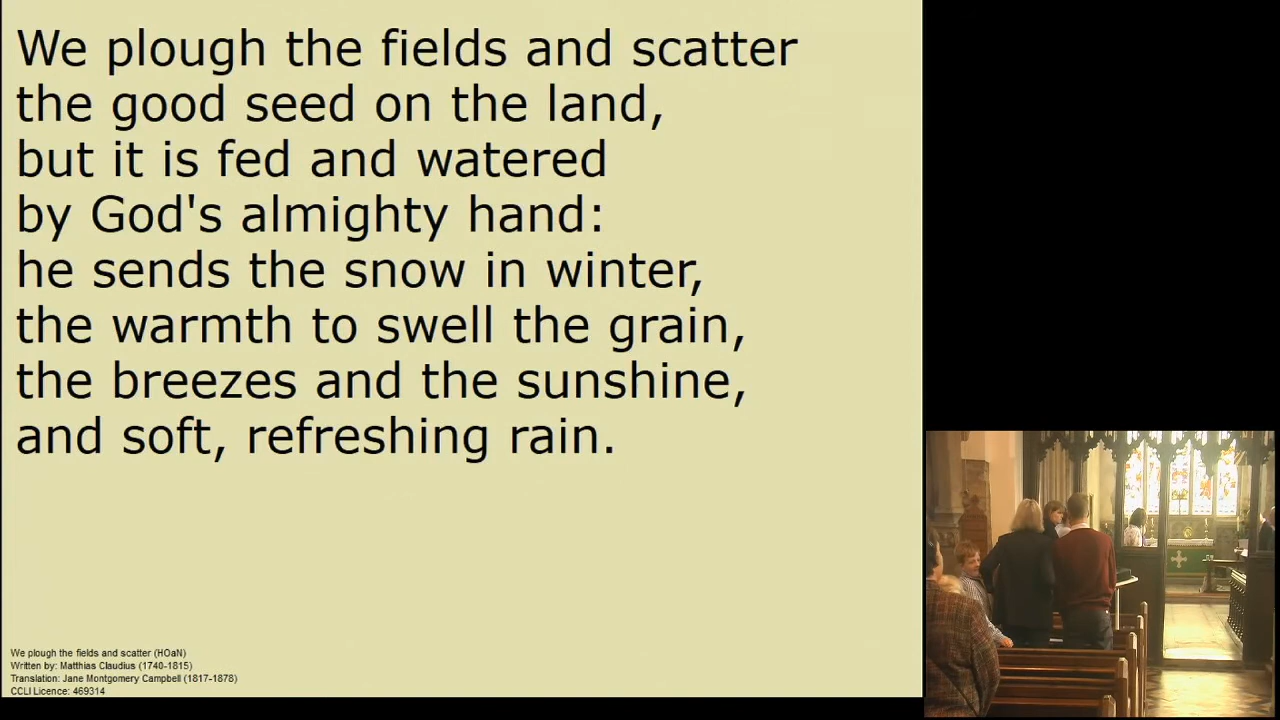 We plough the fields and scatter
the good seed on the land,
but it is fed and watered
by God's almighty hand:
he sends the snow in winter,
the warmth to swell the grain,
the breezes and the sunshine,
and soft, refreshing rain.
We plough the fields and scatter (HOaN)
Written by: Matthias Claudius (1740-1815)
Translation: Jane Montgomery Campbell (1817-1878)
CCLI Licence: 469314